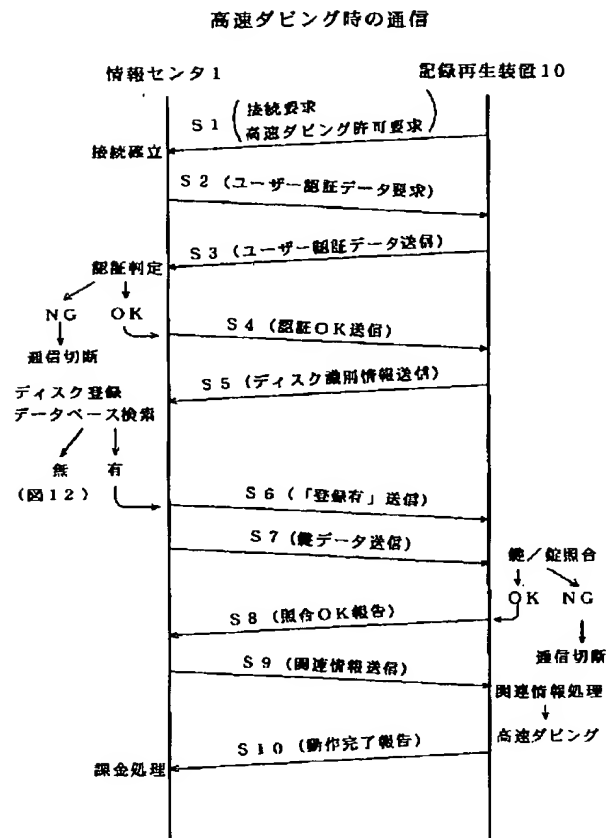 高速ダビング時の通信
情報センタ1
記録再生装置10
S1
接続要求
高速ダビング許可要求
接続確立
S2(ユーザー認証データ要求)
S3(ユーザー認証データ送信)
認証判定
NG OK
S4(認証OK送信)
通信切断
S5(ディスク識別情報送信)
ディスク登録
データベース検索
無 有
(図12)
S6(「登録有」送信)
S7(鍵データ送信)
鍵/錠照合
OK NG
S8(照合OK報告)
通信切断
S9(関連情報送信)
関連情報処理
高速ダビング
S10(動作完了報告)
課金処理